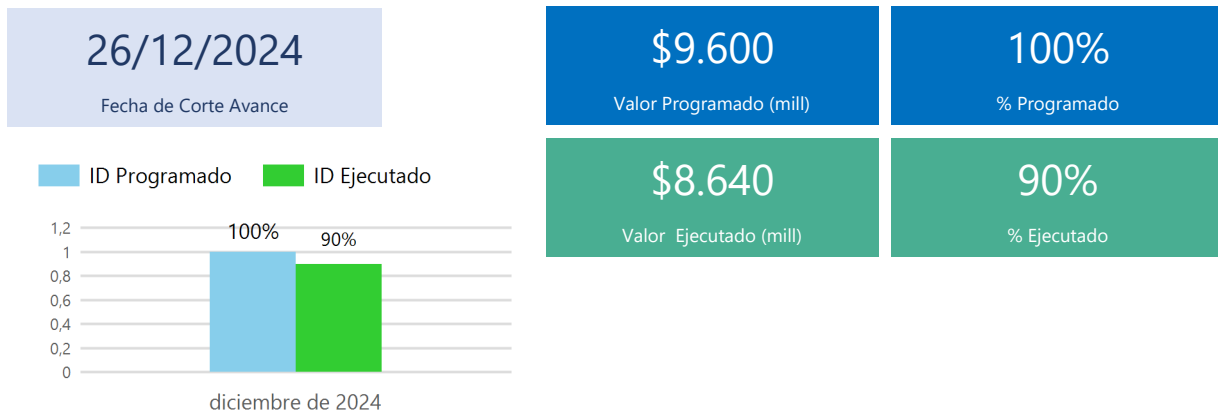 26/12/2024
Fecha de Corte Avance
$9.600
Valor Programado (mill)
100%
% Programado
$8.640
Valor  Ejecutado (mill)
90%
% Ejecutado
ID Programado
ID Ejecutado
1,2
1
0,8
0,6
0,4
0,2
0
100%
90%
diciembre de 2024